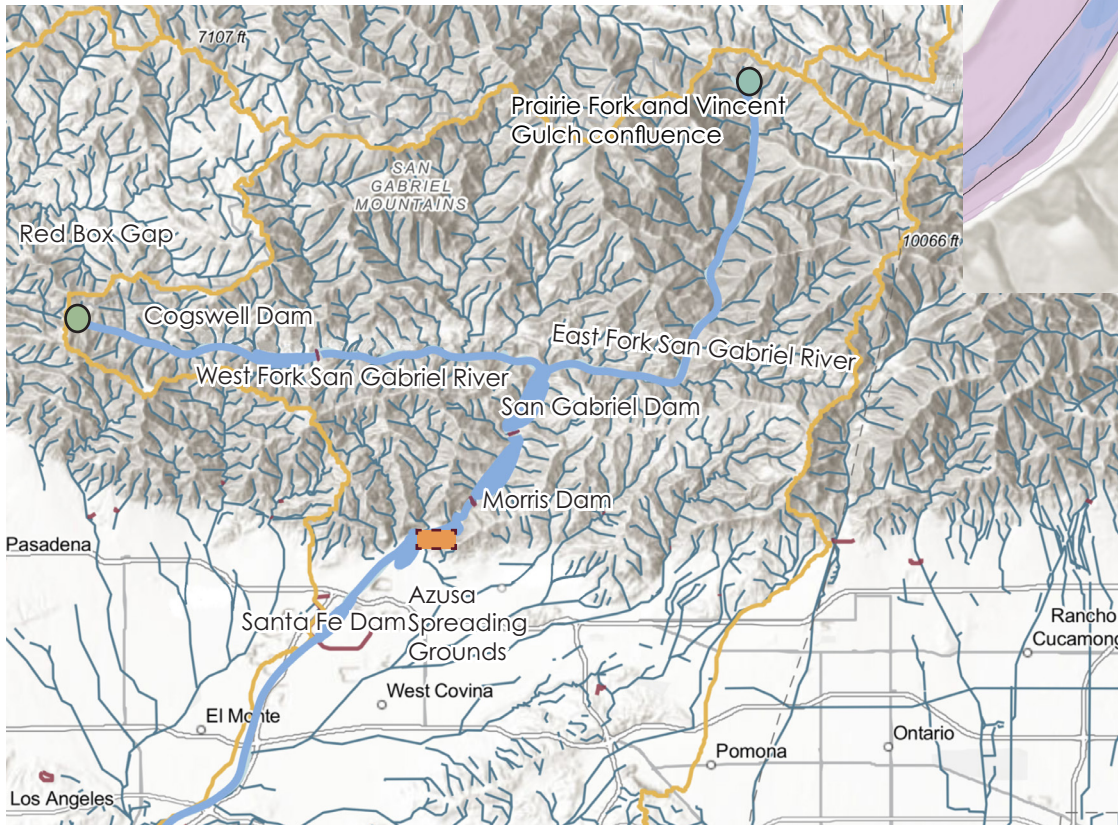 7107 ft
Prairie Fork and Vincent
Gulch confluence
SAN
GABRIEL
MOUNTAINS
Red Box Gap
10066 ft
Cogswell Dam
East Fork San Gabriel River
West Fork San Gabriel River
San Gabriel Dam
Morris Dam
Pasadena
Azusa
Spreading
Grounds
Santa Fe Dam
Rancho
Cucamong
West Covina
El Monte
Ontario
Pomona
Los Angeles